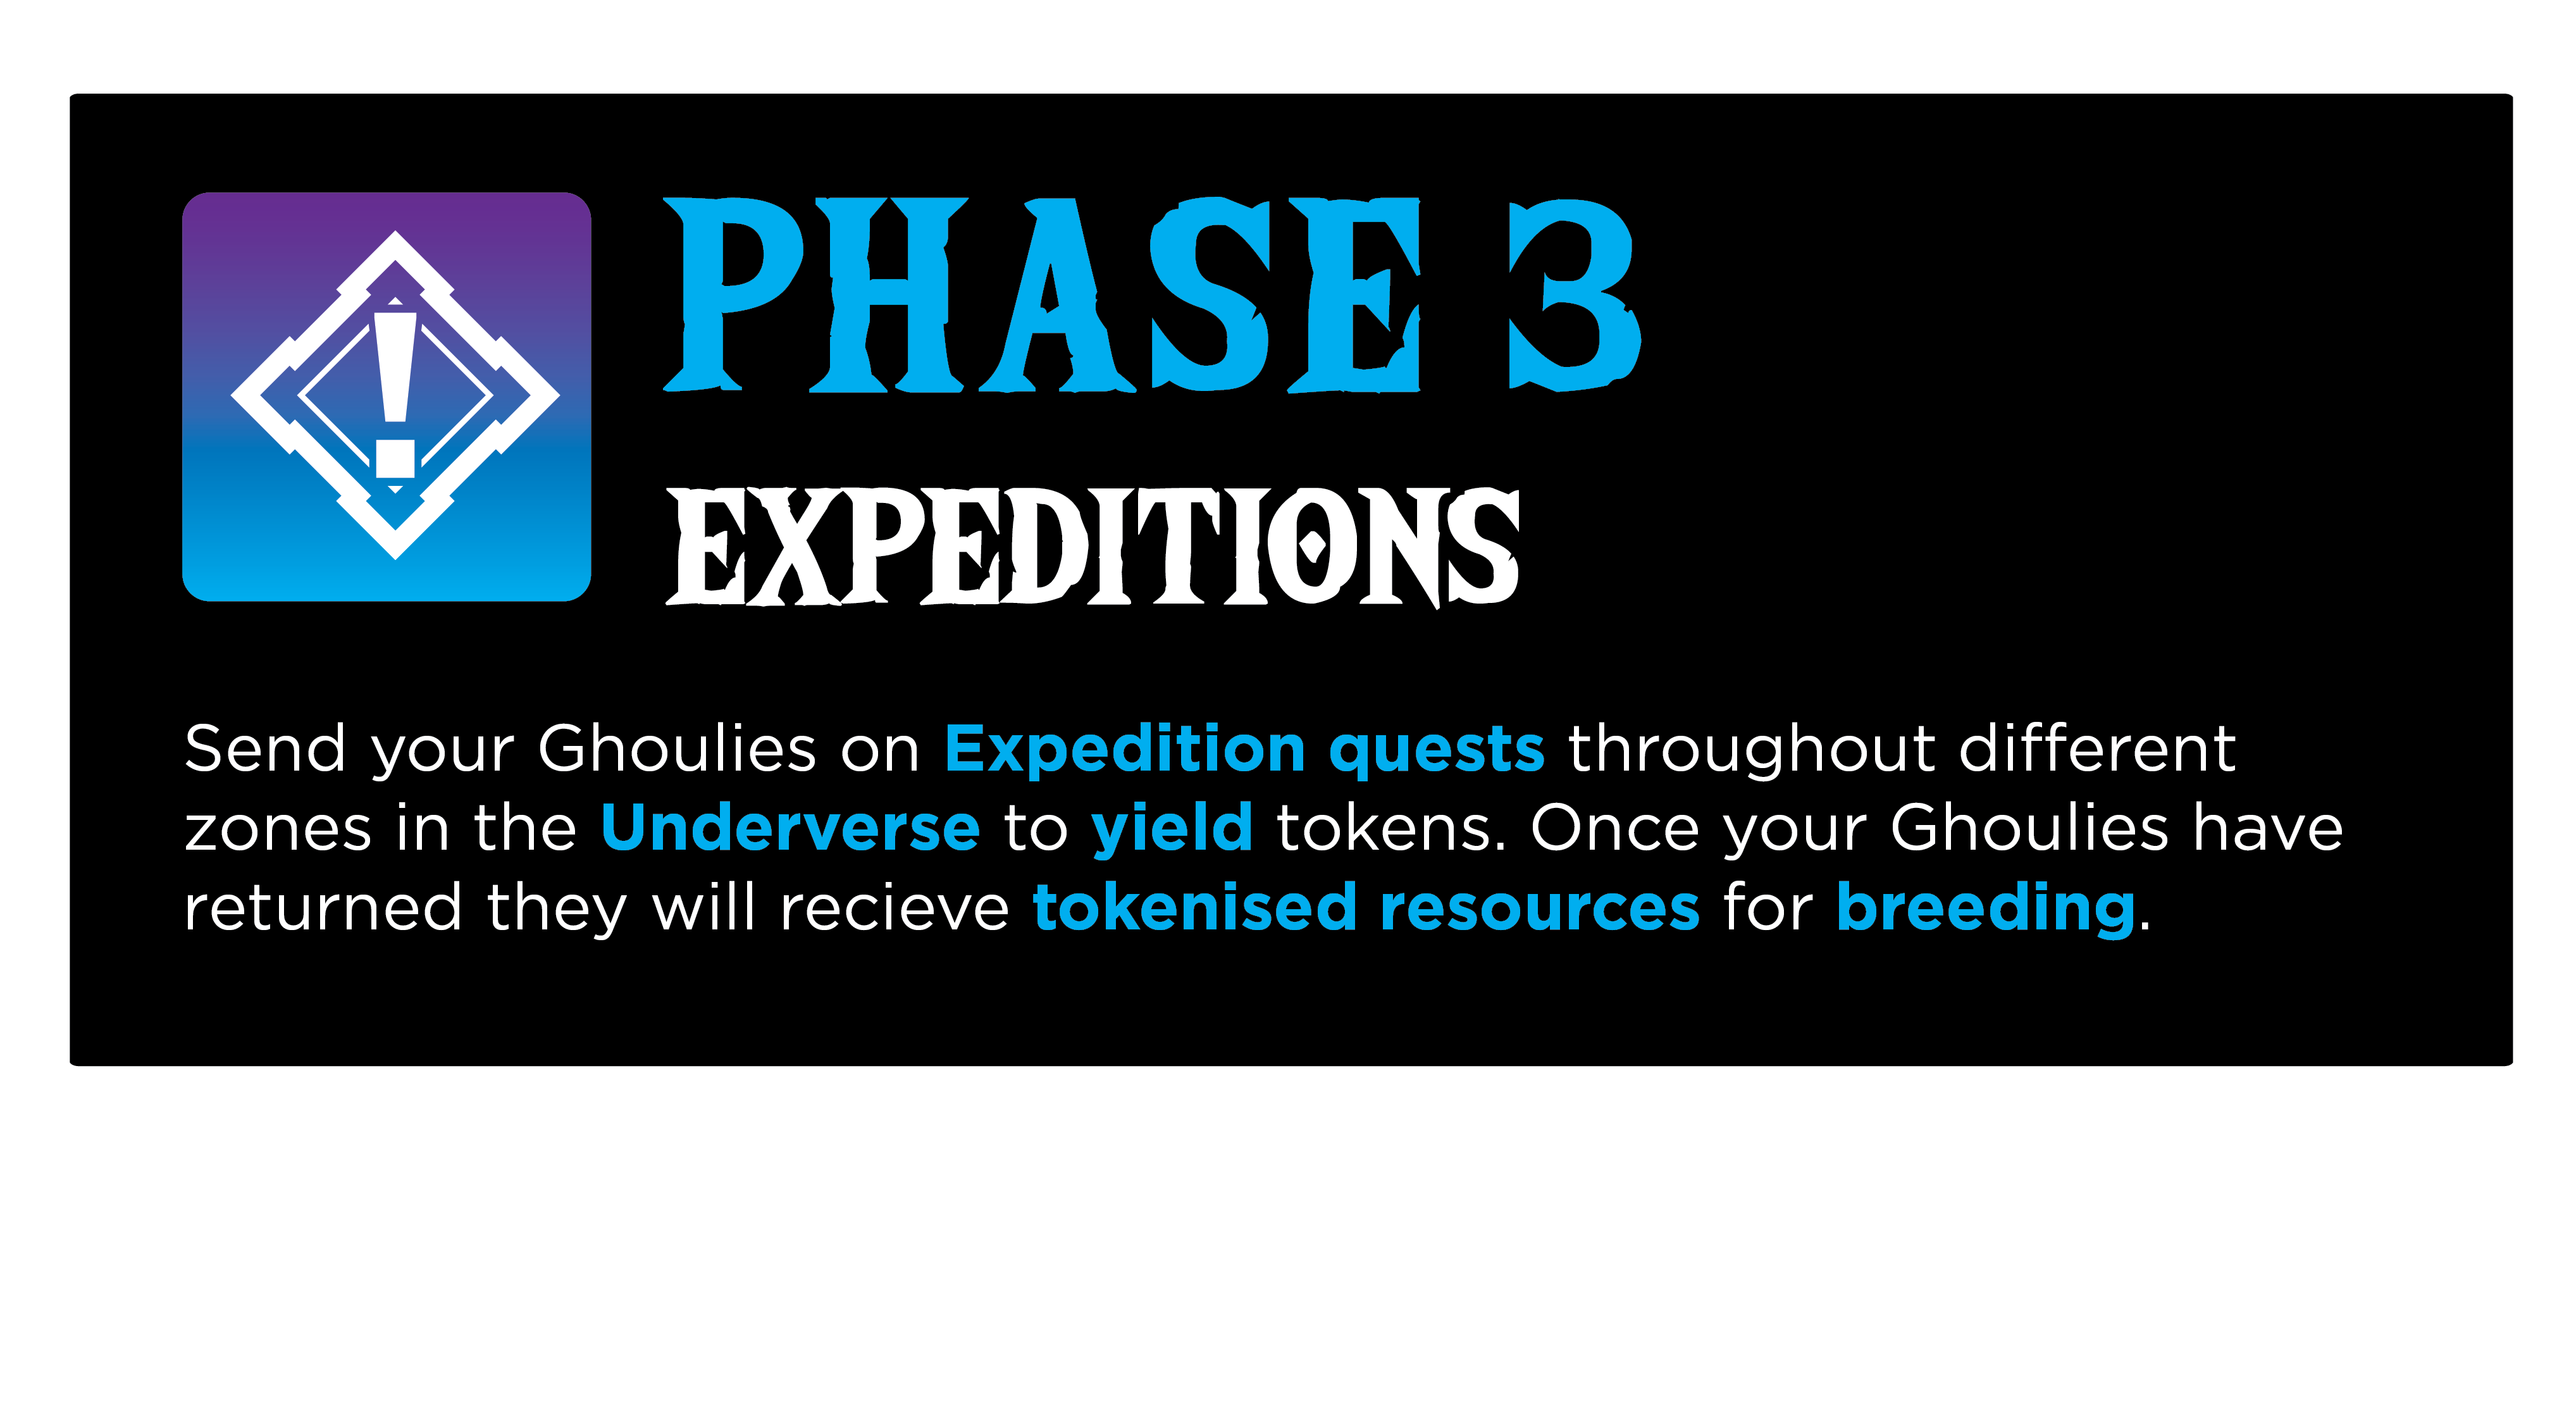 PHASE 3
EXPEDITIONS
Send your Ghoulies on Expedition quests throughout different
zones in the Underverse to yield tokens. Once your Ghoulies have
returned they will recieve tokenised resources for breeding.